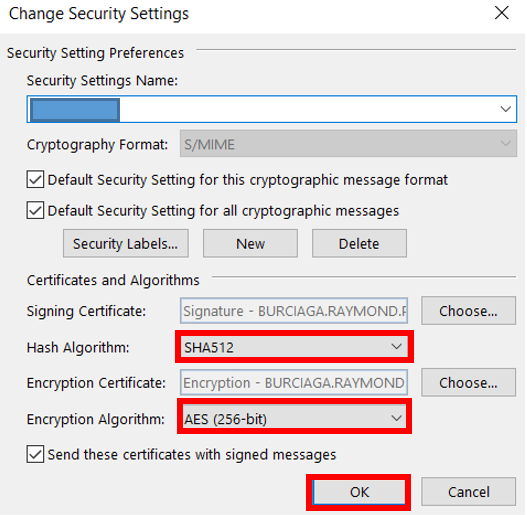 Change Security Settings
Security Setting Preferences
Security Settings Name:
Cryptography Format: S/MIME
Default Security Setting for this cryptographic message format
Default Security Setting for all cryptographic messages
Security Labels... New Delete
Certificates and Algorithms
Signing Certificate: Signature - BURCIAGA.RAYMOND. Choose...
Hash Algorithm: SHA512
Encryption Certificate: Encryption - BURCIAGA.RAYMOND Choose...
Encryption Algorithm: AES (256-bit)
Send these certificates with signed messages
OK Cancel